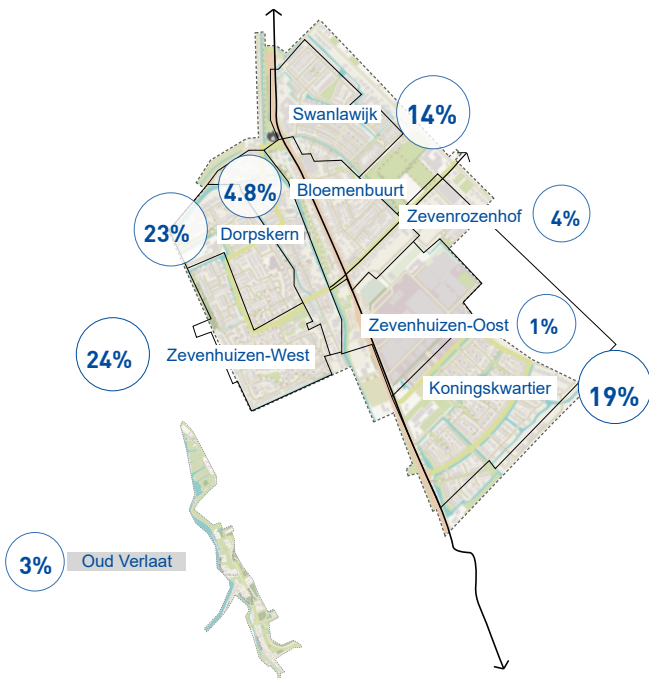 Swanlawijk
14%
4.8%
Bloemenbuurt
Zevenrozenhof
4%
23%
Dorpskern
Zevenhuizen-Oost
1%
24%
Zevenhuizen-West
Koningskwartier
19%
3%
Oud Verlaat